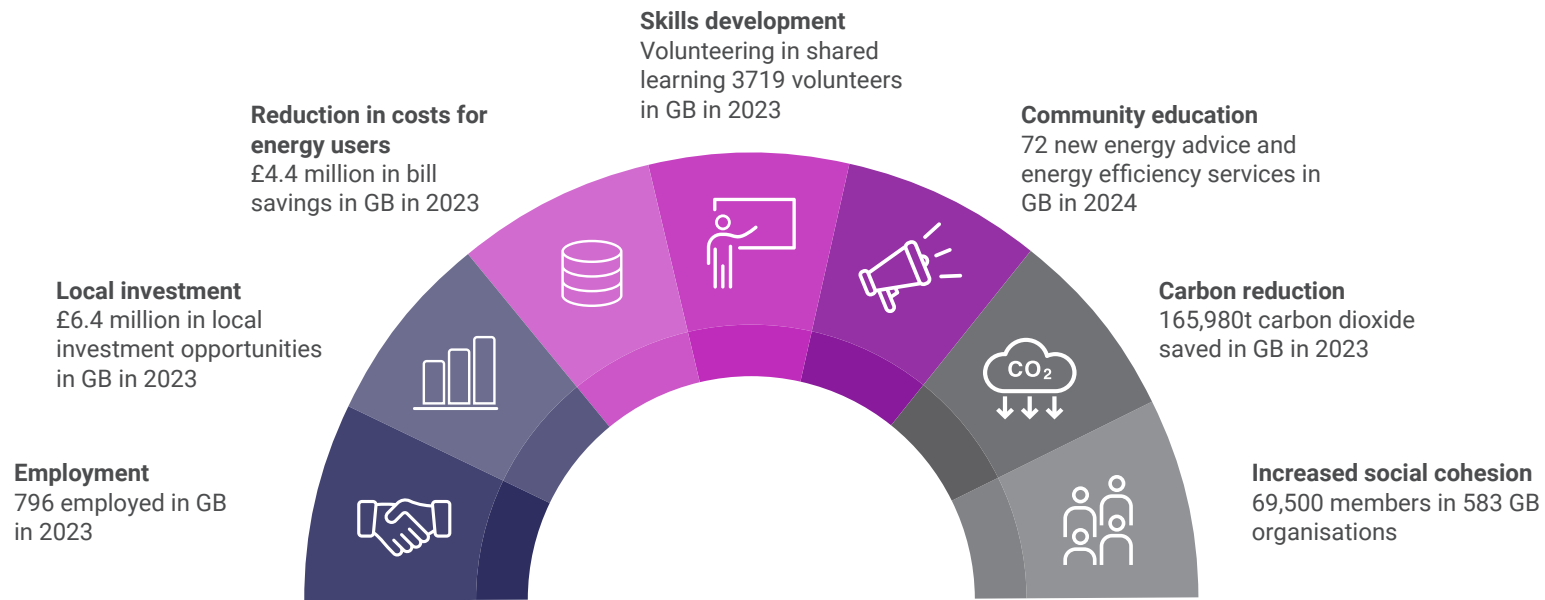 Skills development
Volunteering in shared
learning 3719 volunteers
in GB in 2023
Reduction in costs for
energy users
£4.4 million in bill
savings in GB in 2023
Community education
72 new energy advice and
energy efficiency services in
GB in 2024
Local investment
£6.4 million in local
investment opportunities
in GB in 2023
Carbon reduction
165,980t carbon dioxide
saved in GB in 2023
CO₂
Employment
796 employed in GB
in 2023
Increased social cohesion
69,500 members in 583 GB
organisations